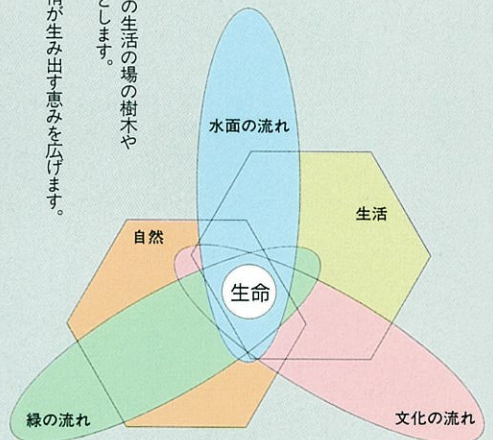 の生活の場の樹木や
とします。
が生み出す恵みを広げます。
水面の流れ
生活
自然
生命
緑の流れ
文化の流れ